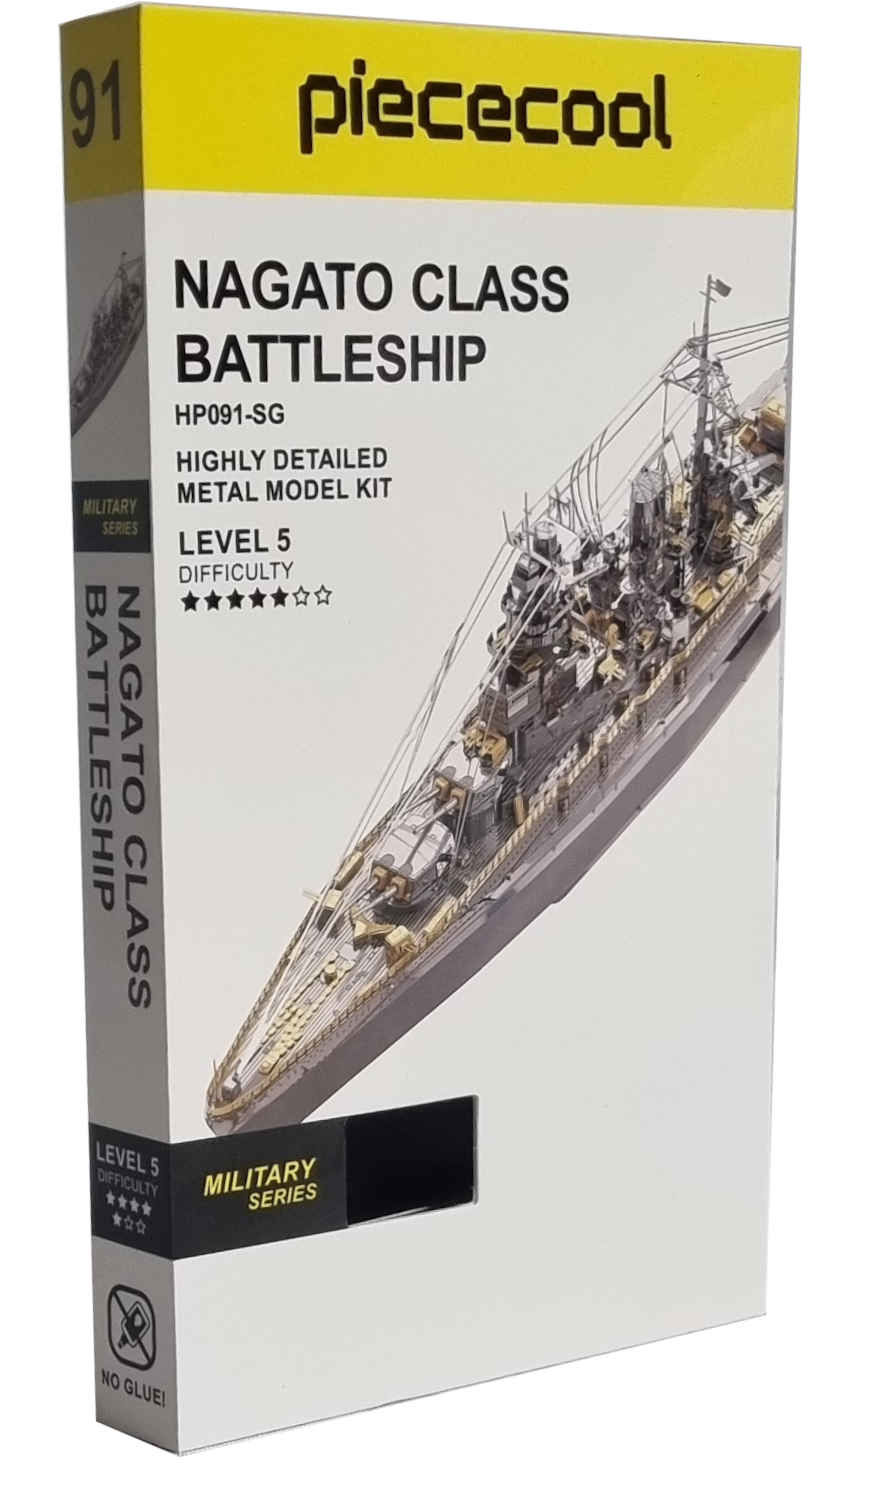 91
piececool
NAGATO CLASS
BATTLESHIP
HP091-SG
HIGHLY DETAILED
METAL MODEL KIT
LEVEL 5
DIFFICULTY
MILITARY
SERIES
NAGATO CLASS
BATTLESHIP
LEVEL 5
DIFFICULTY
MILITARY
SERIES
NO GLUE!